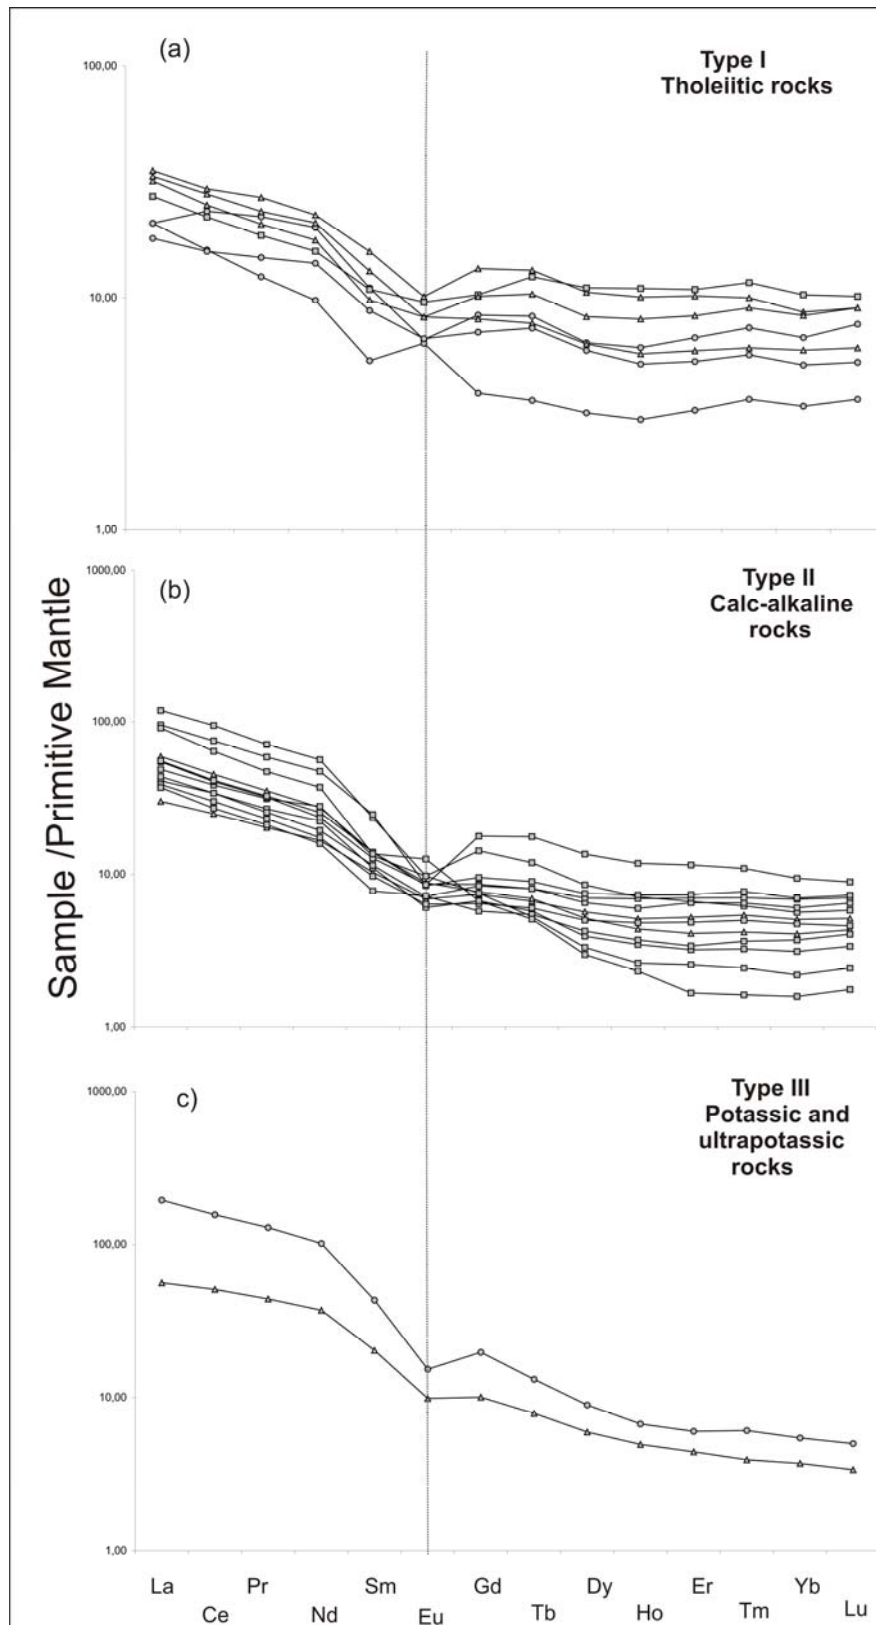 (a)
Type I
Tholeiitic rocks
100,00
10,00
1,00
Sample /Primitive Mantle
(b)
Type II
Calc-alkaline
rocks
1000,00
100,00
10,00
1,00
c)
Type III
Potassic and
ultrapotassic
rocks
1000,00
100,00
10,00
1,00
La Pr Sm Gd Dy Er Yb
Ce Nd Eu Tb Ho Tm Lu